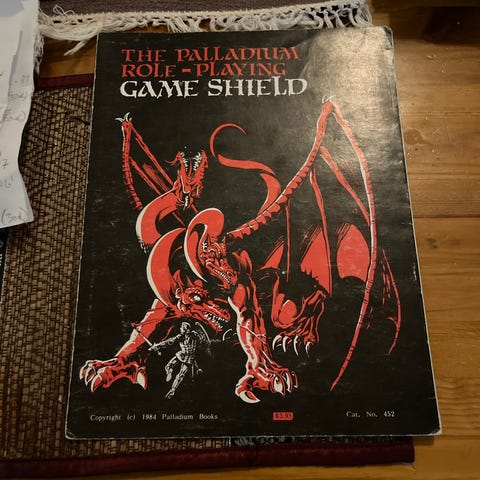 THE PALLADIUM
ROLE-PLAYING
GAME SHIELD
Copyright (c) 1984 Palladium Books
$3.95
Cat. No. 452